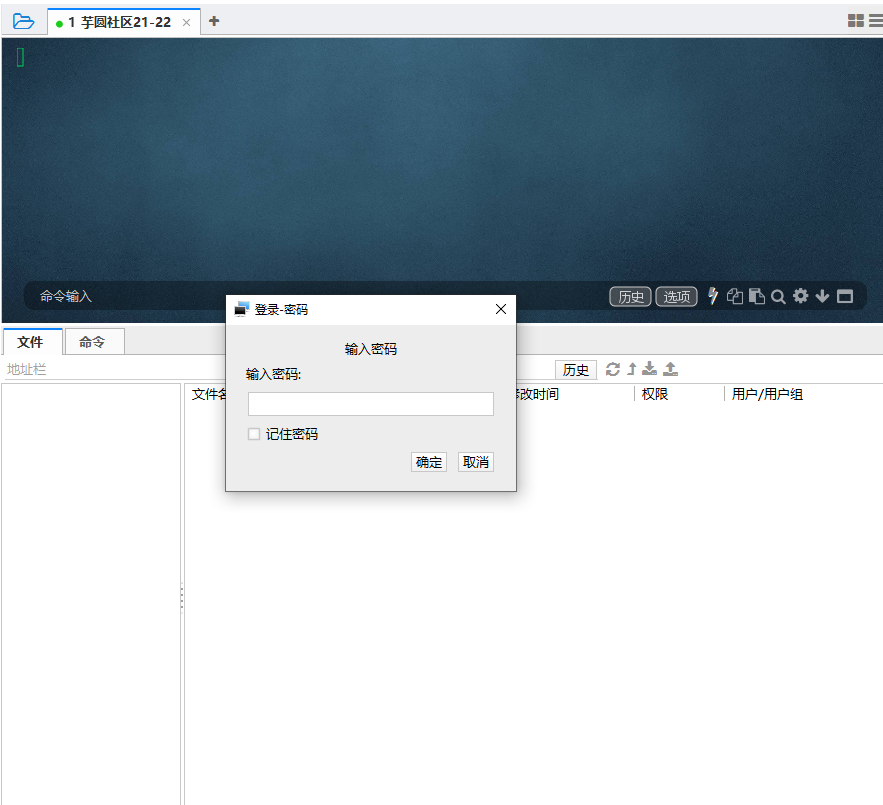 1 芋圆社区21-22
命令输入
历史
选项
登录-密码
输入密码
输入密码:
记住密码
确定
取消
文件
命令
地址栏
历史
文件名
修改时间
权限
用户/用户组